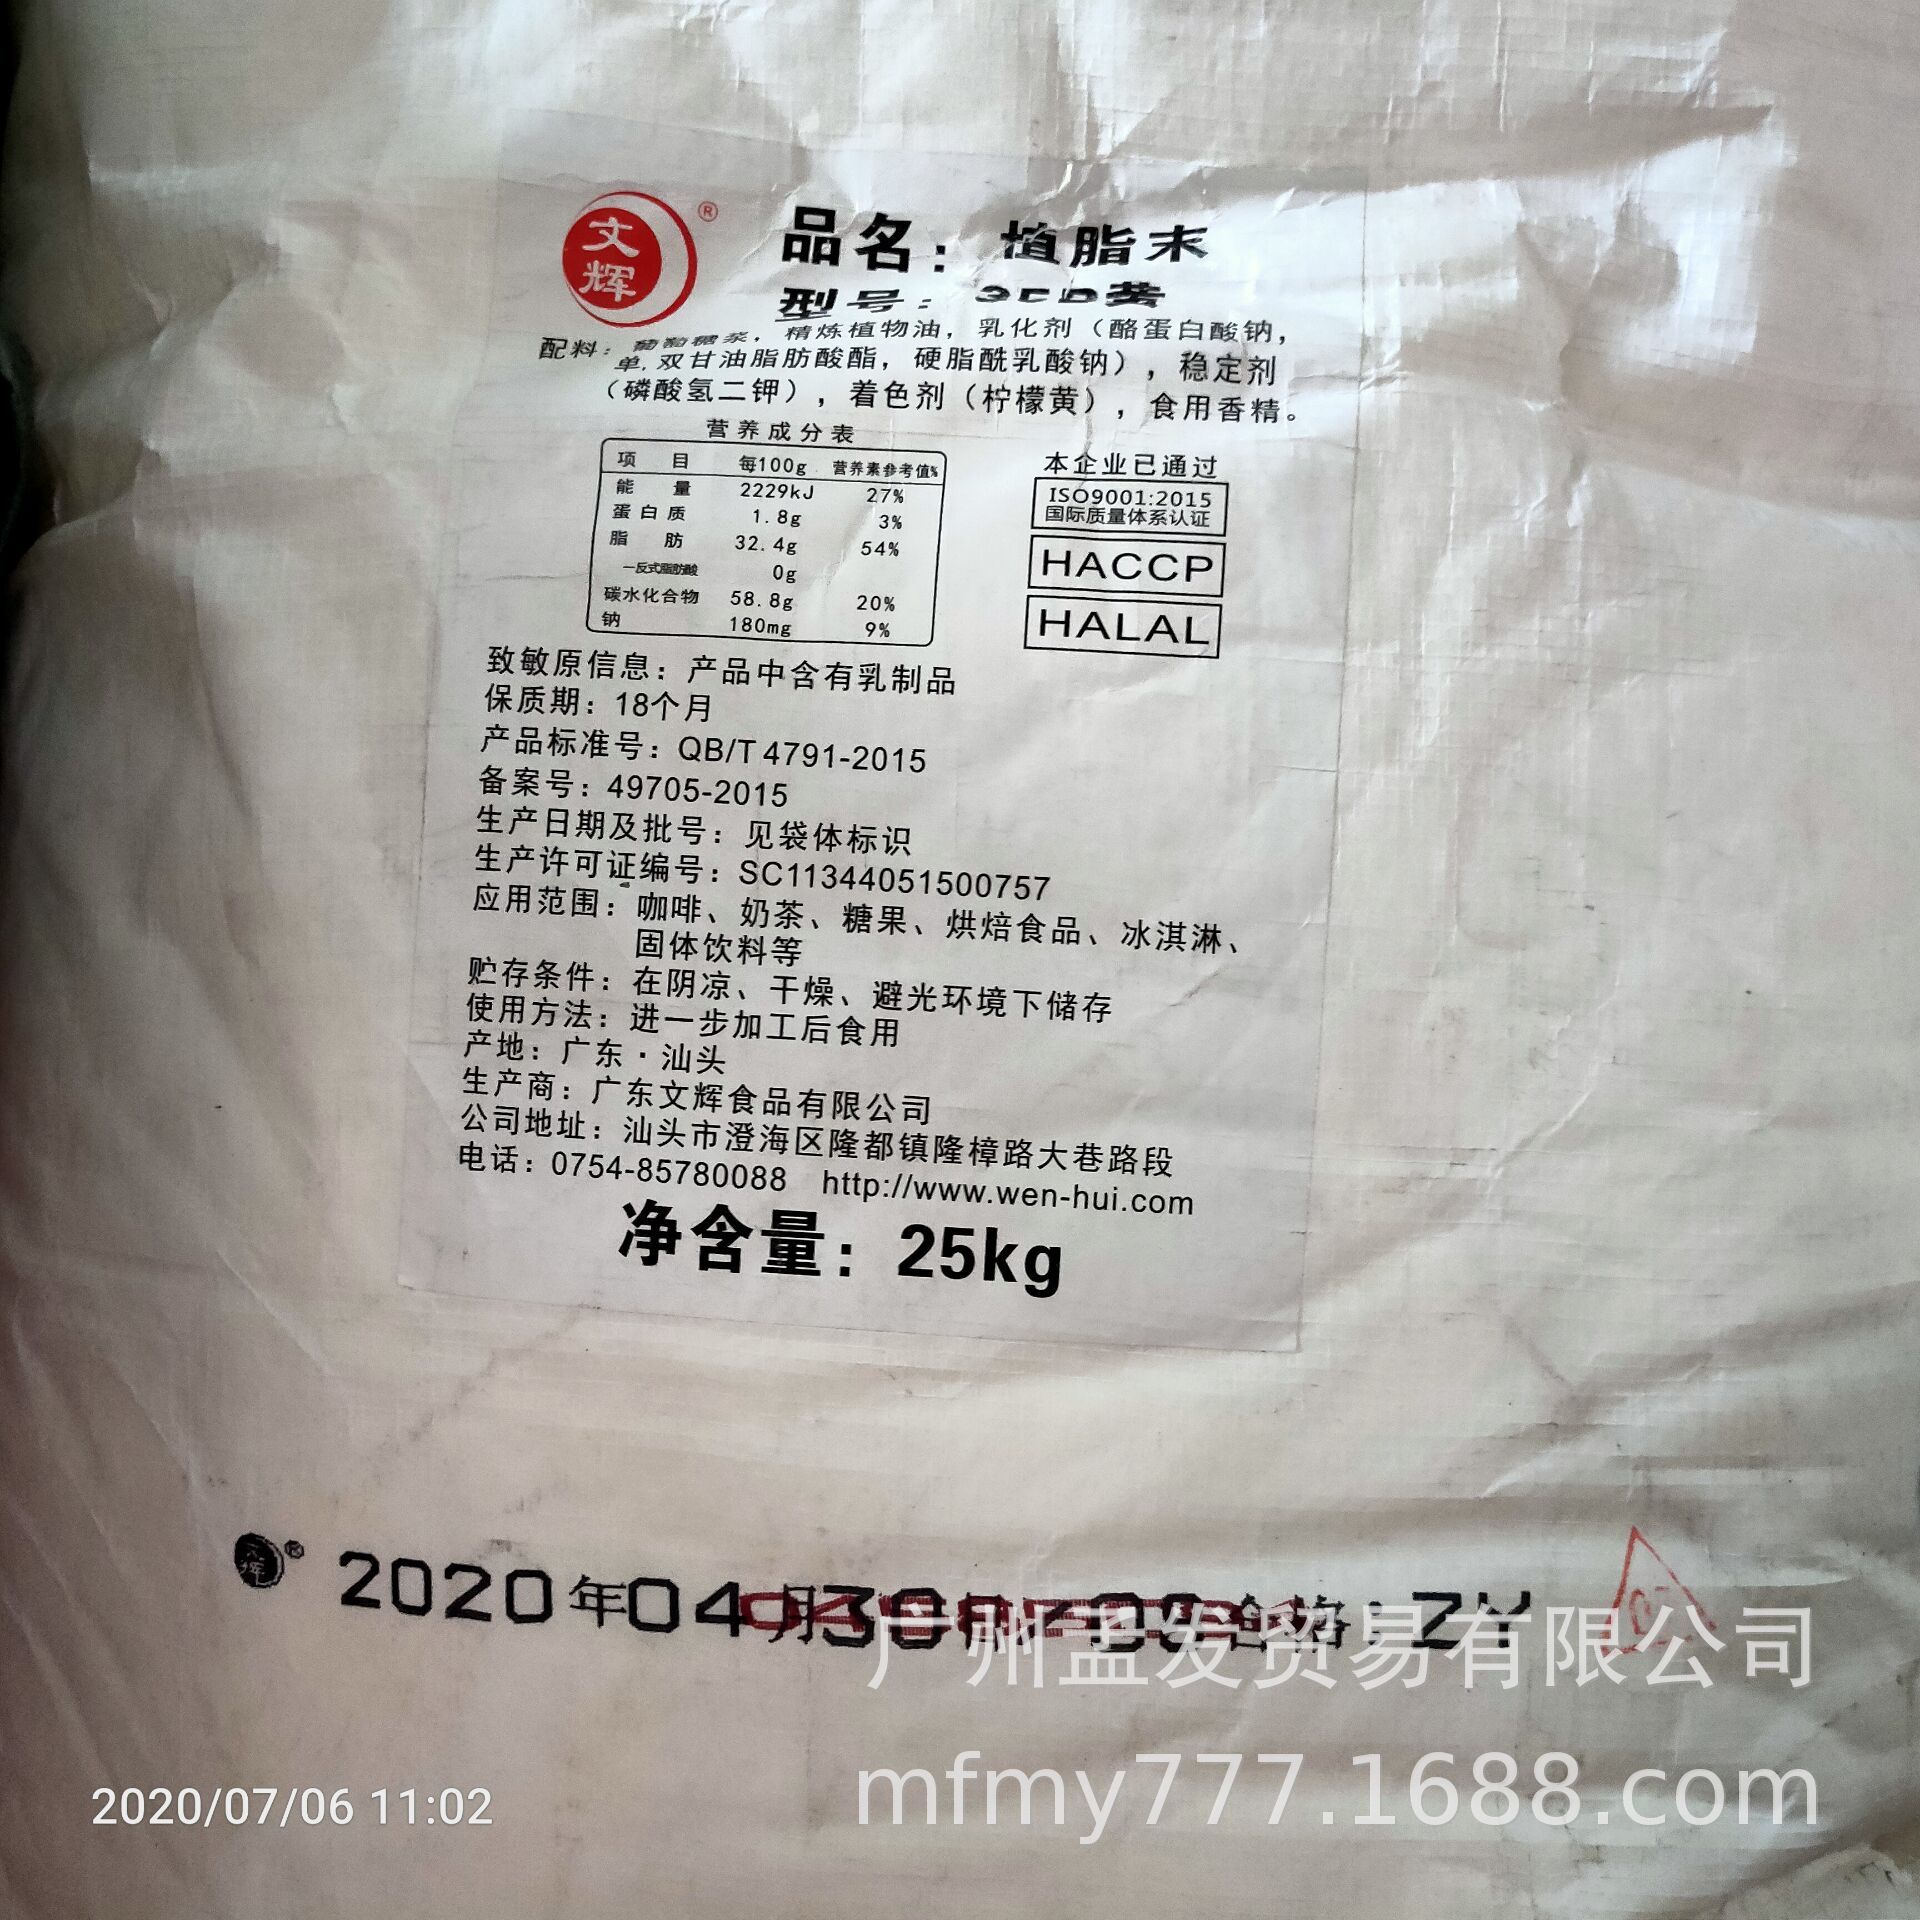 文
辉
®
品名：植脂末
型号：
配料：葡萄糖浆，精炼植物油，乳化剂（酪蛋白酸钠，
单,双甘油脂肪酸酯，硬脂酰乳酸钠），稳定剂
（磷酸氢二钾），着色剂（柠檬黄），食用香精。
营养成分表
项 目 每100g 营养素参考值%
能 量 2229kJ 27%
蛋白质 1.8g 3%
脂 肪 32.4g 54%
—反式脂肪酸 0g
碳水化合物 58.8g 20%
钠 180mg 9%
本企业已通过
ISO9001:2015
国际质量体系认证
HACCP
HALAL
致敏原信息：产品中含有乳制品
保质期：18个月
产品标准号：QB/T 4791-2015
备案号：49705-2015
生产日期及批号：见袋体标识
生产许可证编号：SC11344051500757
应用范围：咖啡、奶茶、糖果、烘焙食品、冰淇淋、
固体饮料等
贮存条件：在阴凉、干燥、避光环境下储存
使用方法：进一步加工后食用
产地：广东·汕头
生产商：广东文辉食品有限公司
公司地址：汕头市澄海区隆都镇隆樟路大巷路段
电话：0754-85780088 http://www.wen-hui.com
净含量：25kg
文辉® 2020年04月30日 合格:ZY
广州孟发贸易有限公司
mfmy777.1688.com
2020/07/06 11:02